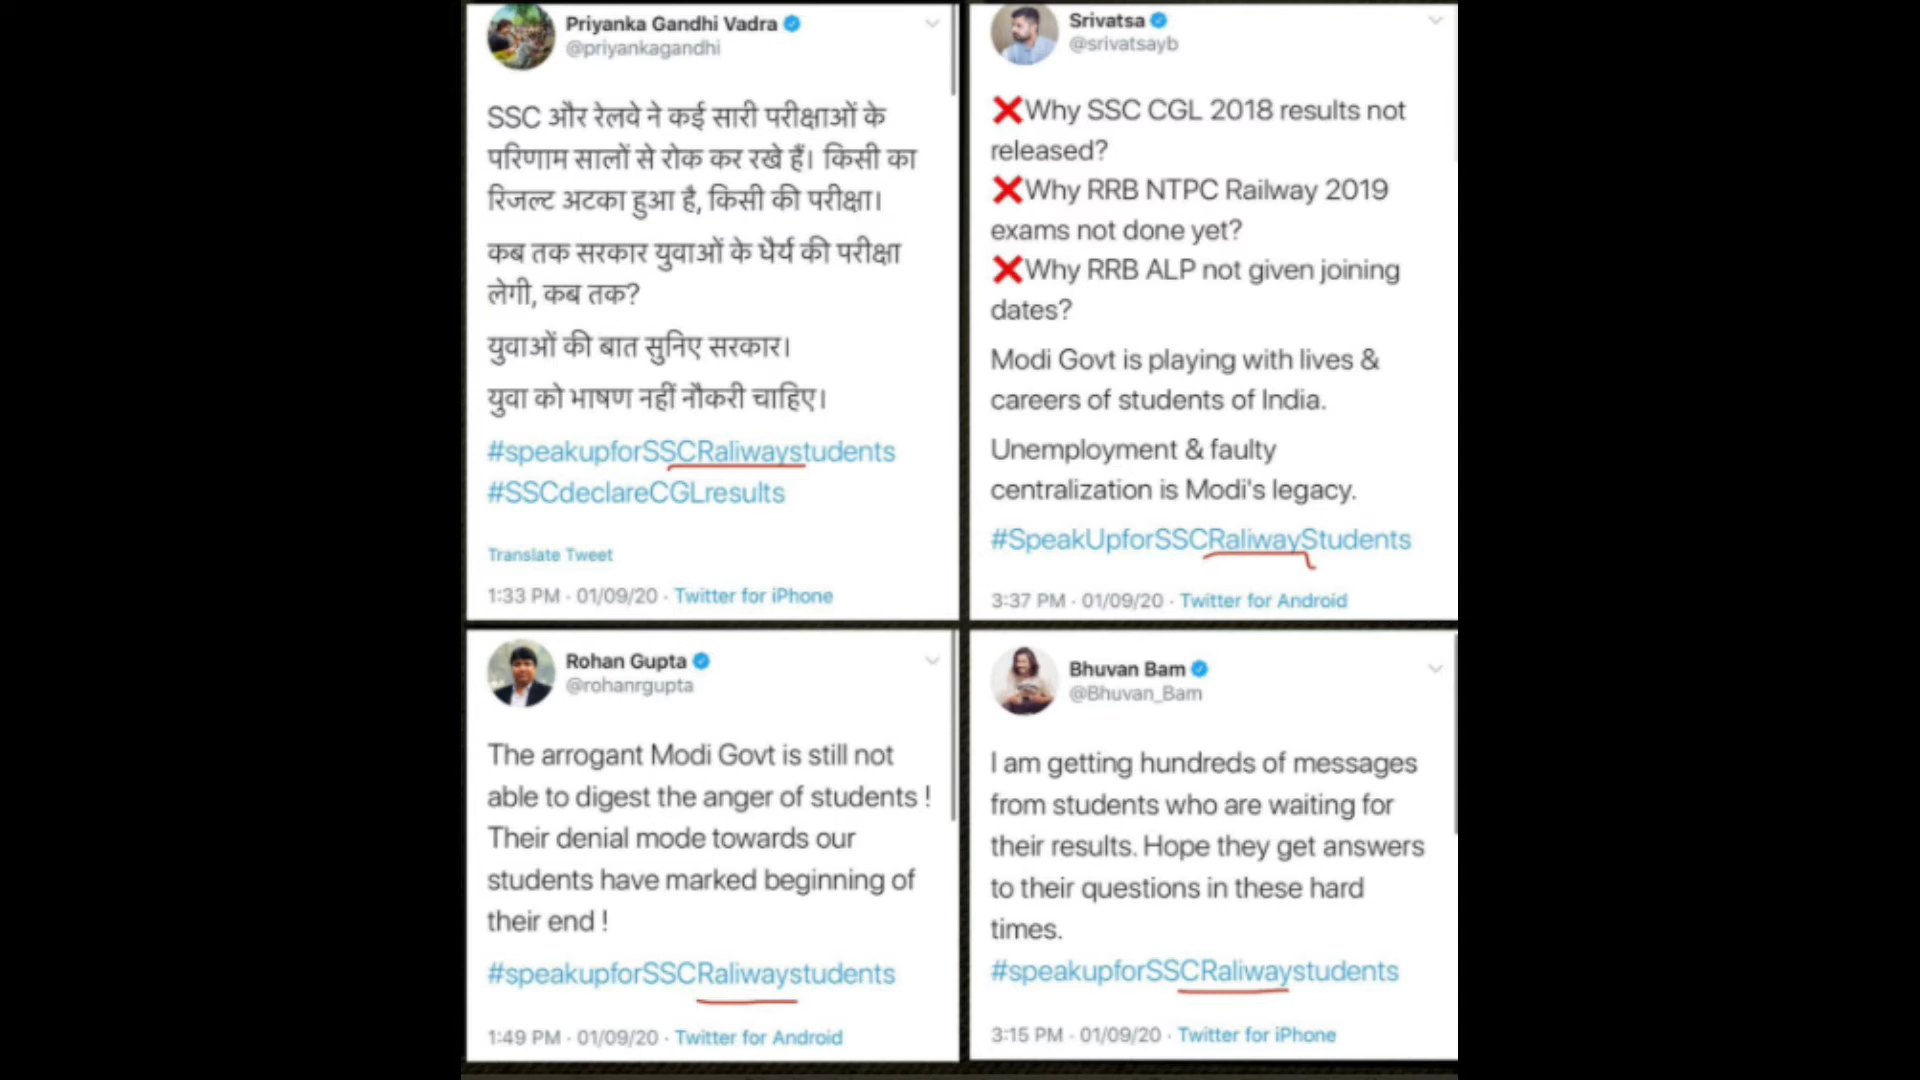 Priyanka Gandhi Vadra
@priyankagandhi
SSC और रेलवे ने कई सारी परीक्षाओं के
परिणाम सालों से रोक कर रखे हैं। किसी का
रिजल्ट अटका हुआ है, किसी की परीक्षा।
कब तक सरकार युवाओं के धैर्य की परीक्षा
लेगी, कब तक?
युवाओं की बात सुनिए सरकार।
युवा को भाषण नहीं नौकरी चाहिए।
#speakupforSSCRaliwaystudents
#SSCdeclareCGLresults
Translate Tweet
1:33 PM · 01/09/20 · Twitter for iPhone
Srivatsa
@srivatsayb
❌Why SSC CGL 2018 results not
released?
❌Why RRB NTPC Railway 2019
exams not done yet?
❌Why RRB ALP not given joining
dates?
Modi Govt is playing with lives &
careers of students of India.
Unemployment & faulty
centralization is Modi's legacy.
#SpeakUpforSSCRaliwayStudents
3:37 PM · 01/09/20 · Twitter for Android
Rohan Gupta
@rohanrgupta
The arrogant Modi Govt is still not
able to digest the anger of students !
Their denial mode towards our
students have marked beginning of
their end !
#speakupforSSCRaliwaystudents
1:49 PM · 01/09/20 · Twitter for Android
Bhuvan Bam
@Bhuvan_Bam
I am getting hundreds of messages
from students who are waiting for
their results. Hope they get answers
to their questions in these hard
times.
#speakupforSSCRaliwaystudents
3:15 PM · 01/09/20 · Twitter for iPhone